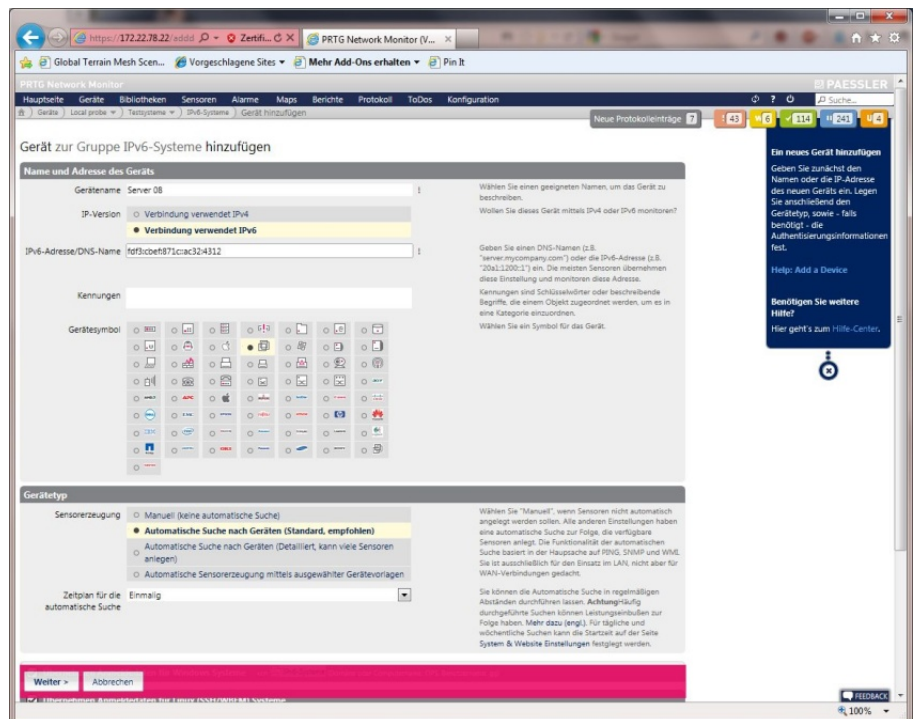 https://172.22.78.22/addd
Zertifi...
PRTG Network Monitor (V...
Global Terrain Mesh Scen...
Vorgeschlagene Sites
Mehr Add-Ons erhalten
Pin It
PRTG Network Monitor
PAESSLER
Hauptseite Geräte Bibliotheken Sensoren Alarme Maps Berichte Protokoll ToDos Konfiguration
Suche...
Geräte Local probe Testsysteme IPv6-Systeme Gerät hinzufügen
Neue Protokolleinträge 7
43 6 114 241 4
Gerät zur Gruppe IPv6-Systeme hinzufügen
Name und Adresse des Geräts
Gerätename Server 08
Wählen Sie einen geeigneten Namen, um das Gerät zu
beschreiben.
IP-Version
Verbindung verwendet IPv4
Verbindung verwendet IPv6
Wollen Sie dieses Gerät mittels IPv4 oder IPv6 monitoren?
IPv6-Adresse/DNS-Name
Geben Sie einen DNS-Namen (z.B.
"server.mycompany.com") oder die IPv6-Adresse (z.B.
"20a1:1200::1") ein. Die meisten Sensoren übernehmen
diese Einstellung und monitoren diese Adresse.
Kennungen
Kennungen sind Schlüsselwörter oder beschreibende
Begriffe, die einem Objekt zugeordnet werden, um es in
eine Kategorie einzuordnen.
Gerätesymbol
Wählen Sie ein Symbol für das Gerät.
Gerätetyp
Sensorerzeugung
Manuell (keine automatische Suche)
Automatische Suche nach Geräten (Standard, empfohlen)
Automatische Suche nach Geräten (Detailliert, kann viele Sensoren
anlegen)
Automatische Sensorerzeugung mittels ausgewählter Gerätevorlagen
Wählen Sie "Manuell", wenn Sensoren nicht automatisch
angelegt werden sollen. Alle anderen Einstellungen haben
eine automatische Suche zur Folge, die verfügbare
Sensoren anlegt. Die Funktionalität der automatischen
Suche basiert in der Hauptsache auf PING, SNMP und WMI.
Sie ist ausschließlich für den Einsatz im LAN, nicht aber für
WAN-Verbindungen gedacht.
Zeitplan für die
automatische Suche
Einmalig
Sie können die Automatische Suche in regelmäßigen
Abständen durchführen lassen. AchtungHäufig
durchgeführte Suchen können Leistungseinbußen zur
Folge haben. Mehr dazu (engl.). Für tägliche und
wöchentliche Suchen kann die Startzeit auf der Seite
System & Website Einstellungen festgelegt werden.
Weiter >
Abbrechen
Übernehmen Anmeldedaten für Linux (SSH/WBEM) Systeme
Ein neues Gerät hinzufügen
Geben Sie zunächst den
Namen oder die IP-Adresse
des neuen Geräts ein. Legen
Sie anschließend den
Gerätetyp, sowie - falls
benötigt - die
Authentisierungsinformationen
fest.
Help: Add a Device
Benötigen Sie weitere
Hilfe?
Hier geht's zum Hilfe-Center.
FEEDBACK
100%